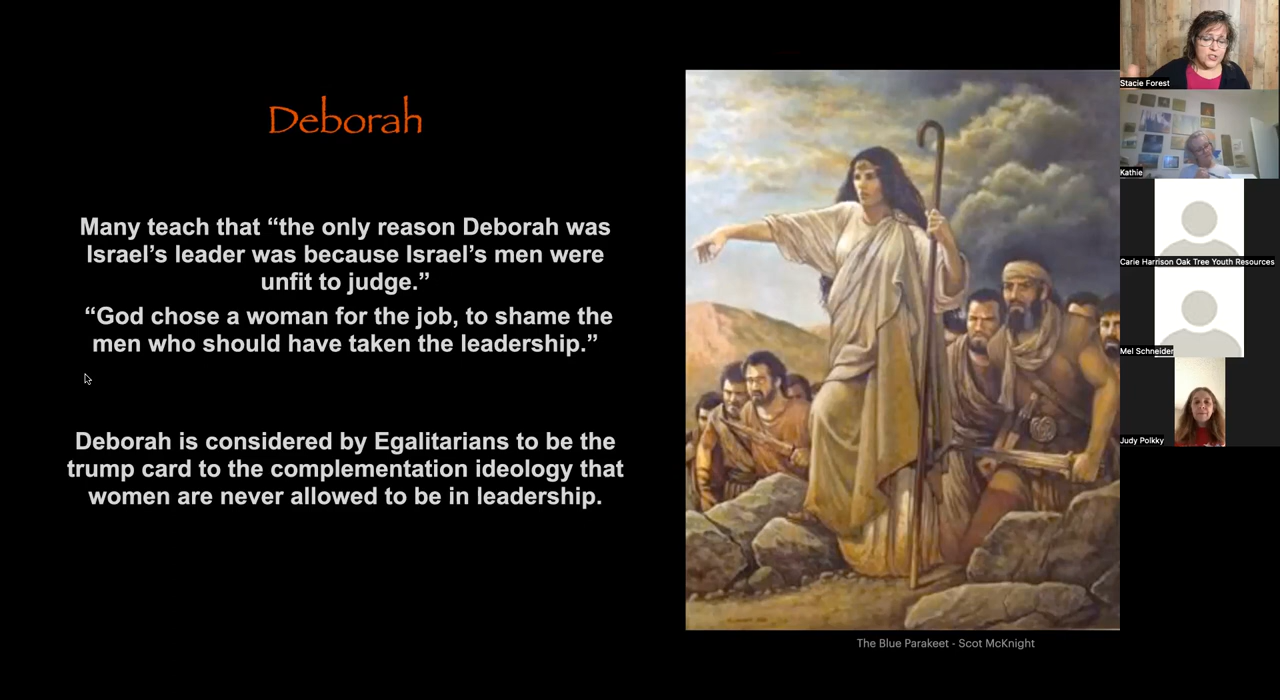 Deborah
Many teach that “the only reason Deborah was
Israel’s leader was because Israel’s men were
unfit to judge.”
“God chose a woman for the job, to shame the
men who should have taken the leadership.”
Deborah is considered by Egalitarians to be the
trump card to the complementation ideology that
women are never allowed to be in leadership.
The Blue Parakeet - Scot McKnight
Stacie Forest
Kathie
Carie Harrison Oak Tree Youth Resources
Mel Schneider
Judy Polkky